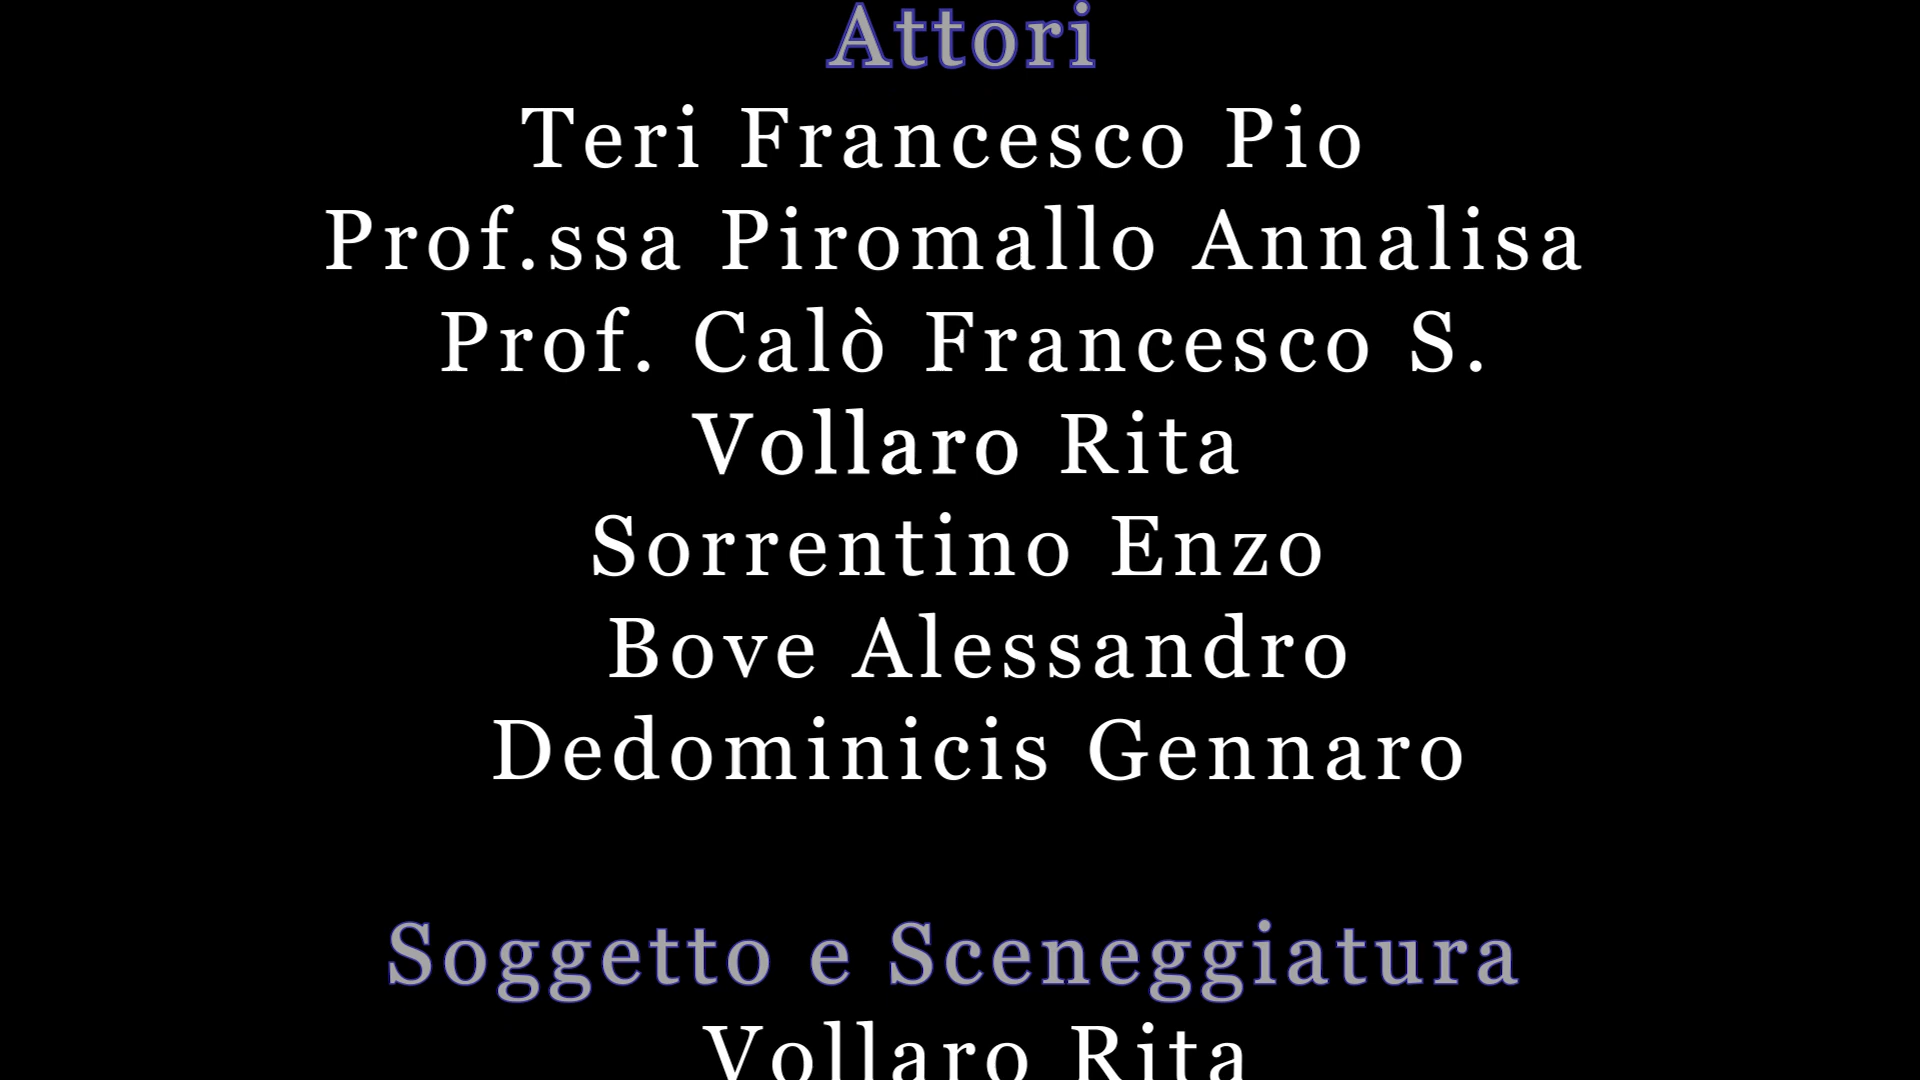 Attori
Teri Francesco Pio
Prof.ssa Piromallo Annalisa
Prof. Calò Francesco S.
Vollaro Rita
Sorrentino Enzo
Bove Alessandro
Dedominicis Gennaro
Soggetto e Sceneggiatura
Vollaro Rita